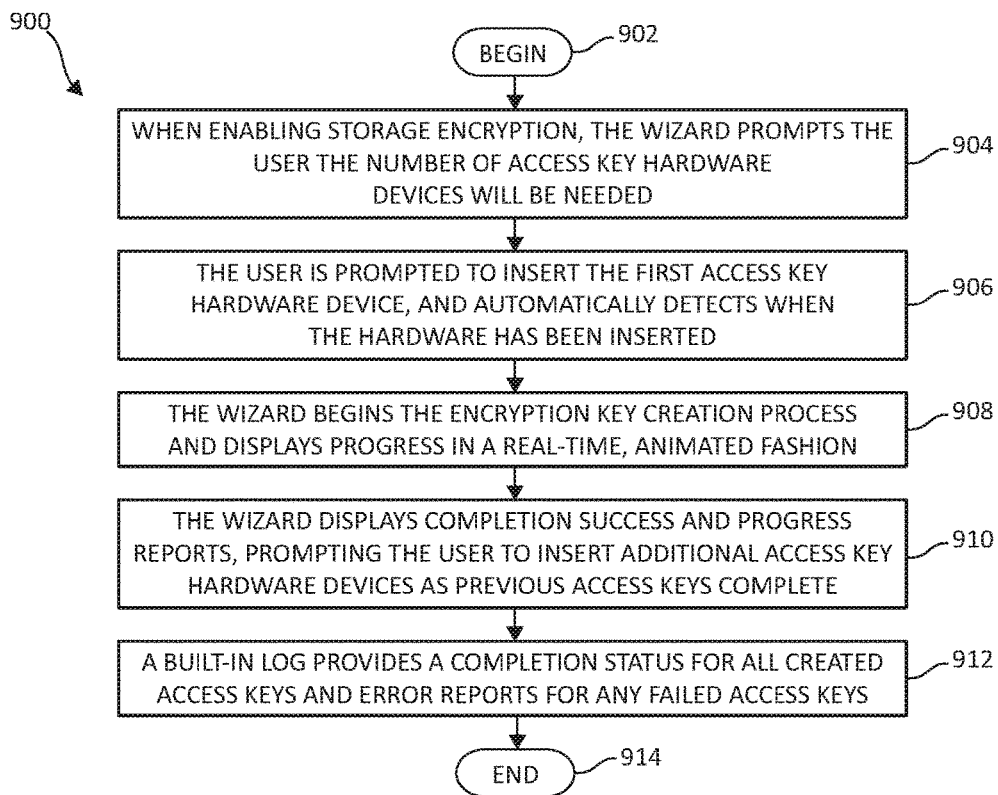 900
BEGIN
902
WHEN ENABLING STORAGE ENCRYPTION, THE WIZARD PROMPTS THE
USER THE NUMBER OF ACCESS KEY HARDWARE
DEVICES WILL BE NEEDED
904
THE USER IS PROMPTED TO INSERT THE FIRST ACCESS KEY
HARDWARE DEVICE, AND AUTOMATICALLY DETECTS WHEN
THE HARDWARE HAS BEEN INSERTED
906
THE WIZARD BEGINS THE ENCRYPTION KEY CREATION PROCESS
AND DISPLAYS PROGRESS IN A REAL-TIME, ANIMATED FASHION
908
THE WIZARD DISPLAYS COMPLETION SUCCESS AND PROGRESS
REPORTS, PROMPTING THE USER TO INSERT ADDITIONAL ACCESS KEY
HARDWARE DEVICES AS PREVIOUS ACCESS KEYS COMPLETE
910
A BUILT-IN LOG PROVIDES A COMPLETION STATUS FOR ALL CREATED
ACCESS KEYS AND ERROR REPORTS FOR ANY FAILED ACCESS KEYS
912
END
914